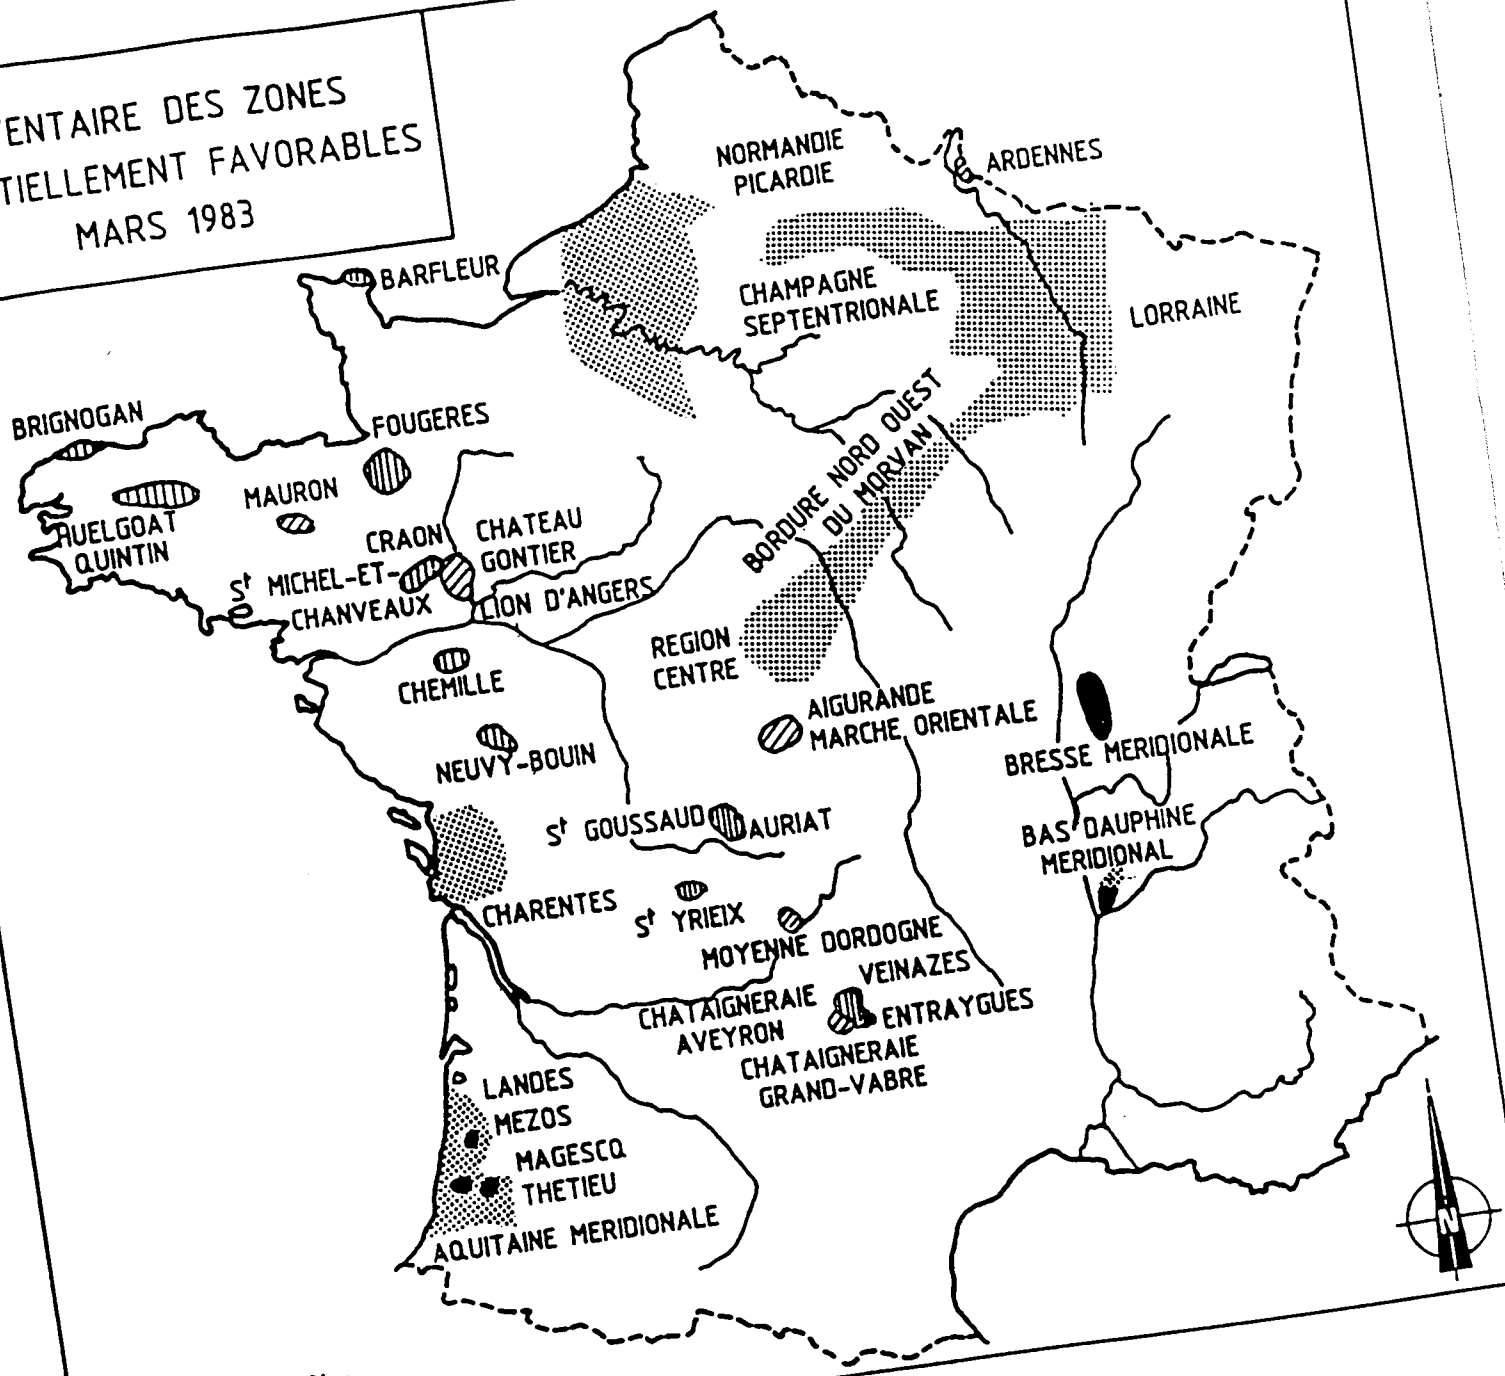 ENTAIRE DES ZONES
TIELLEMENT FAVORABLES
MARS 1983
NORMANDIE
PICARDIE
ARDENNES
BARFLEUR
CHAMPAGNE
SEPTENTRIONALE
LORRAINE
BRIGNOGAN
FOUGERES
BORDURE NORD OUEST
DU MORVAN
MAURON
HUELGOAT
QUINTIN
CRAON
CHATEAU
GONTIER
St MICHEL-ET-
CHANVEAUX
LION D'ANGERS
REGION
CENTRE
CHEMILLE
AIGURANDE
MARCHE ORIENTALE
NEUVY-BOUIN
BRESSE MERIDIONALE
St GOUSSAUD
AURIAT
BAS DAUPHINE
MERIDIONAL
CHARENTES
St YRIEIX
MOYENNE DORDOGNE
VEINAZES
CHATAIGNERAIE
AVEYRON
ENTRAYGUES
CHATAIGNERAIE
GRAND-VABRE
LANDES
MEZOS
MAGESCQ
THETIEU
AQUITAINE MERIDIONALE
N